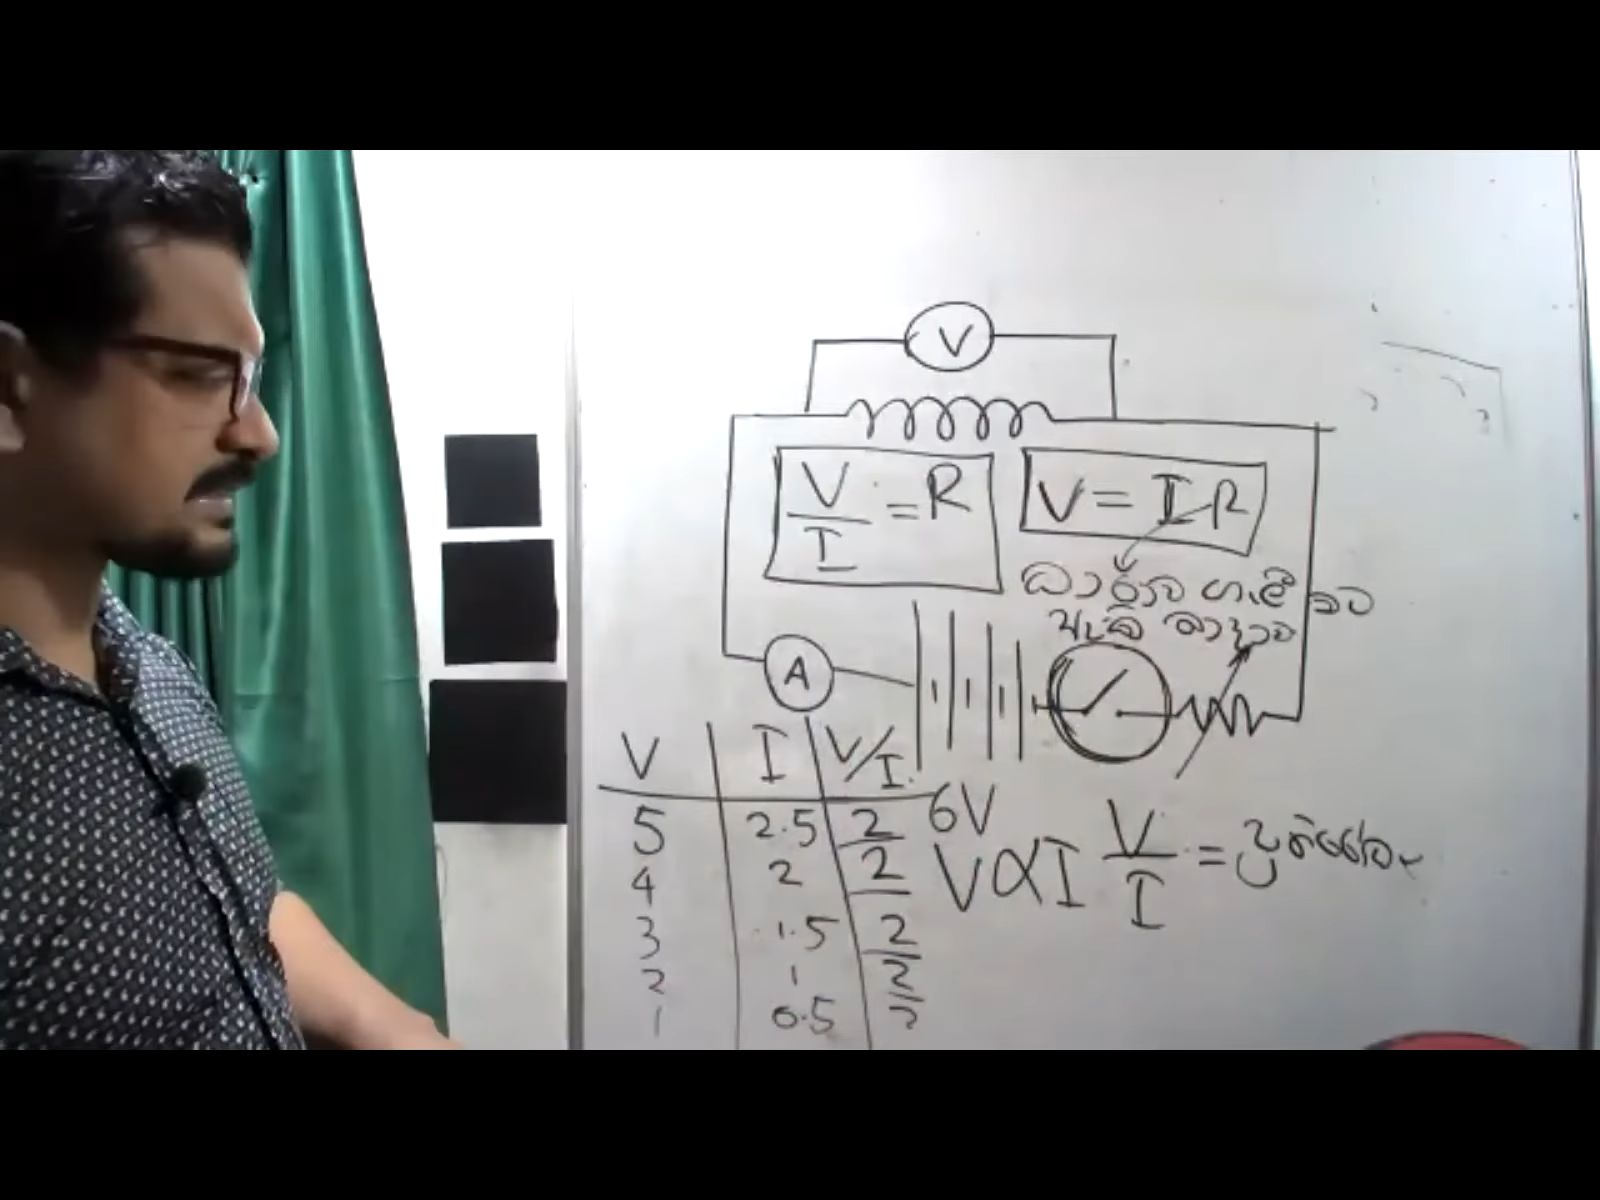 V
V/I = R
V = IR
ධාරාව ගැලීමට
ඇති බාධාව
A
6V
V I V/I
5 2.5 2
4 2 2
3 1.5 2
2 1 2
1 0.5 2
V∝I V/I =